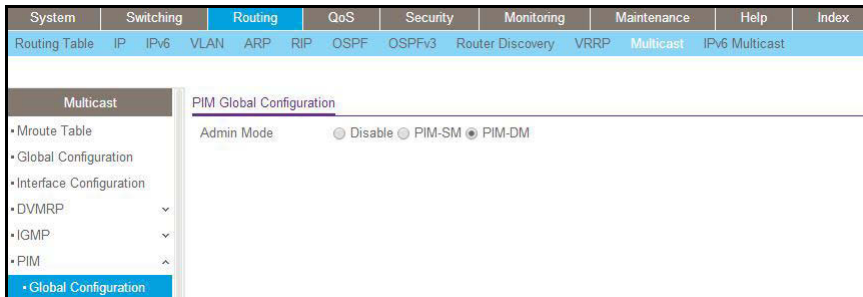 System Switching Routing QoS Security Monitoring Maintenance Help Index
Routing Table IP IPv6 VLAN ARP RIP OSPF OSPFv3 Router Discovery VRRP Multicast IPv6 Multicast
Multicast
PIM Global Configuration
Mroute Table
Admin Mode Disable PIM-SM PIM-DM
Global Configuration
Interface Configuration
DVMRP
IGMP
PIM
Global Configuration